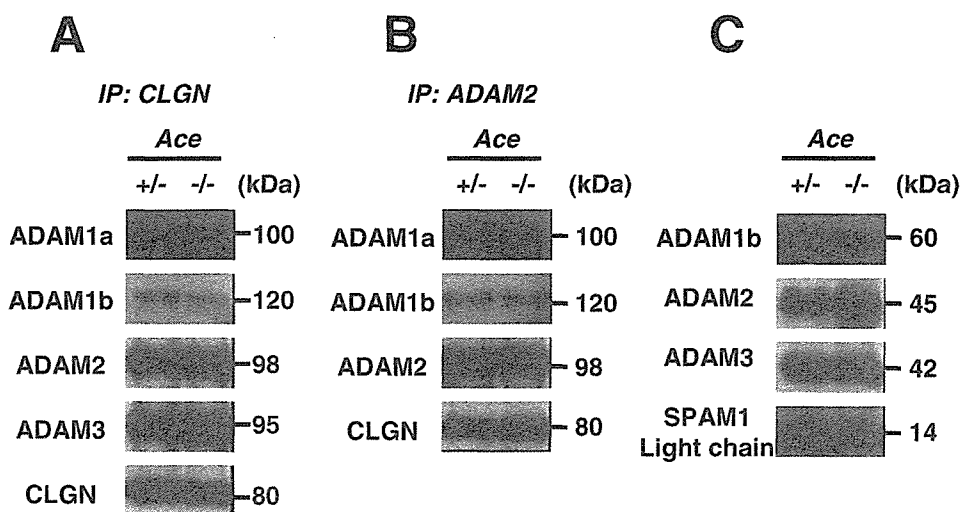 A
IP: CLGN
Ace
+/- -/- (kDa)
ADAM1a 100
ADAM1b 120
ADAM2 98
ADAM3 95
CLGN 80
B
IP: ADAM2
Ace
+/- -/- (kDa)
ADAM1a 100
ADAM1b 120
ADAM2 98
CLGN 80
C
Ace
+/- -/- (kDa)
ADAM1b 60
ADAM2 45
ADAM3 42
SPAM1
Light chain 14